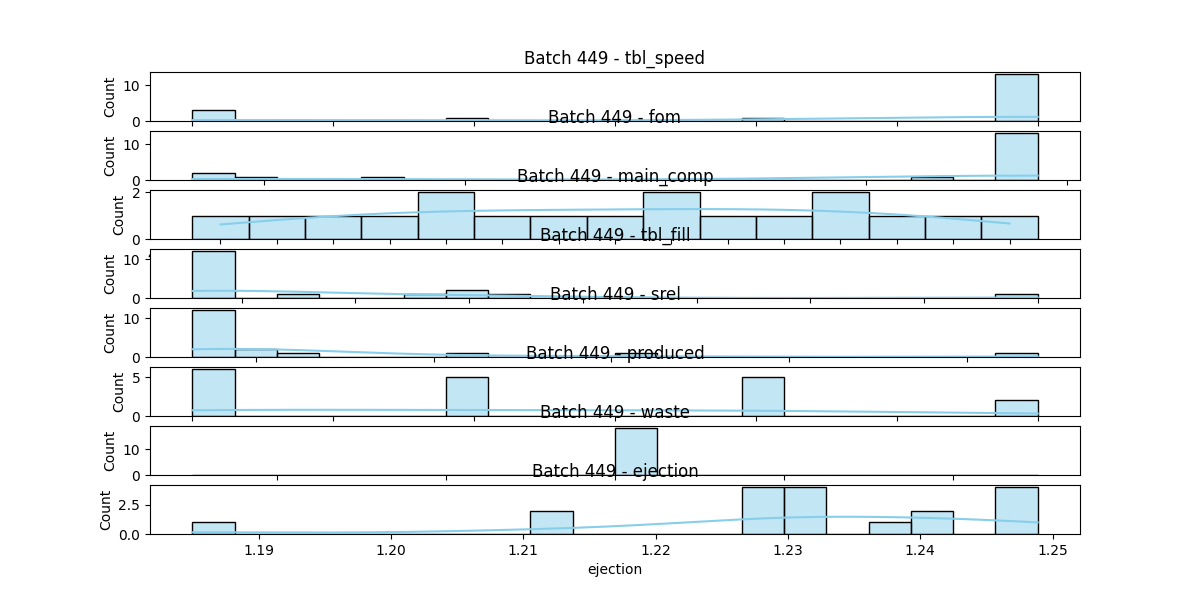 Batch 449 - tbl_speed
Count
10
0
Batch 449 - fom
Count
10
0
Batch 449 - main_comp
Count
2
0
Batch 449 - tbl_fill
Count
10
0
Batch 449 - srel
Count
10
0
Batch 449 - produced
Count
5
0
Batch 449 - waste
Count
10
0
Batch 449 - ejection
Count
2.5
0.0
1.19 1.20 1.21 1.22 1.23 1.24 1.25
ejection